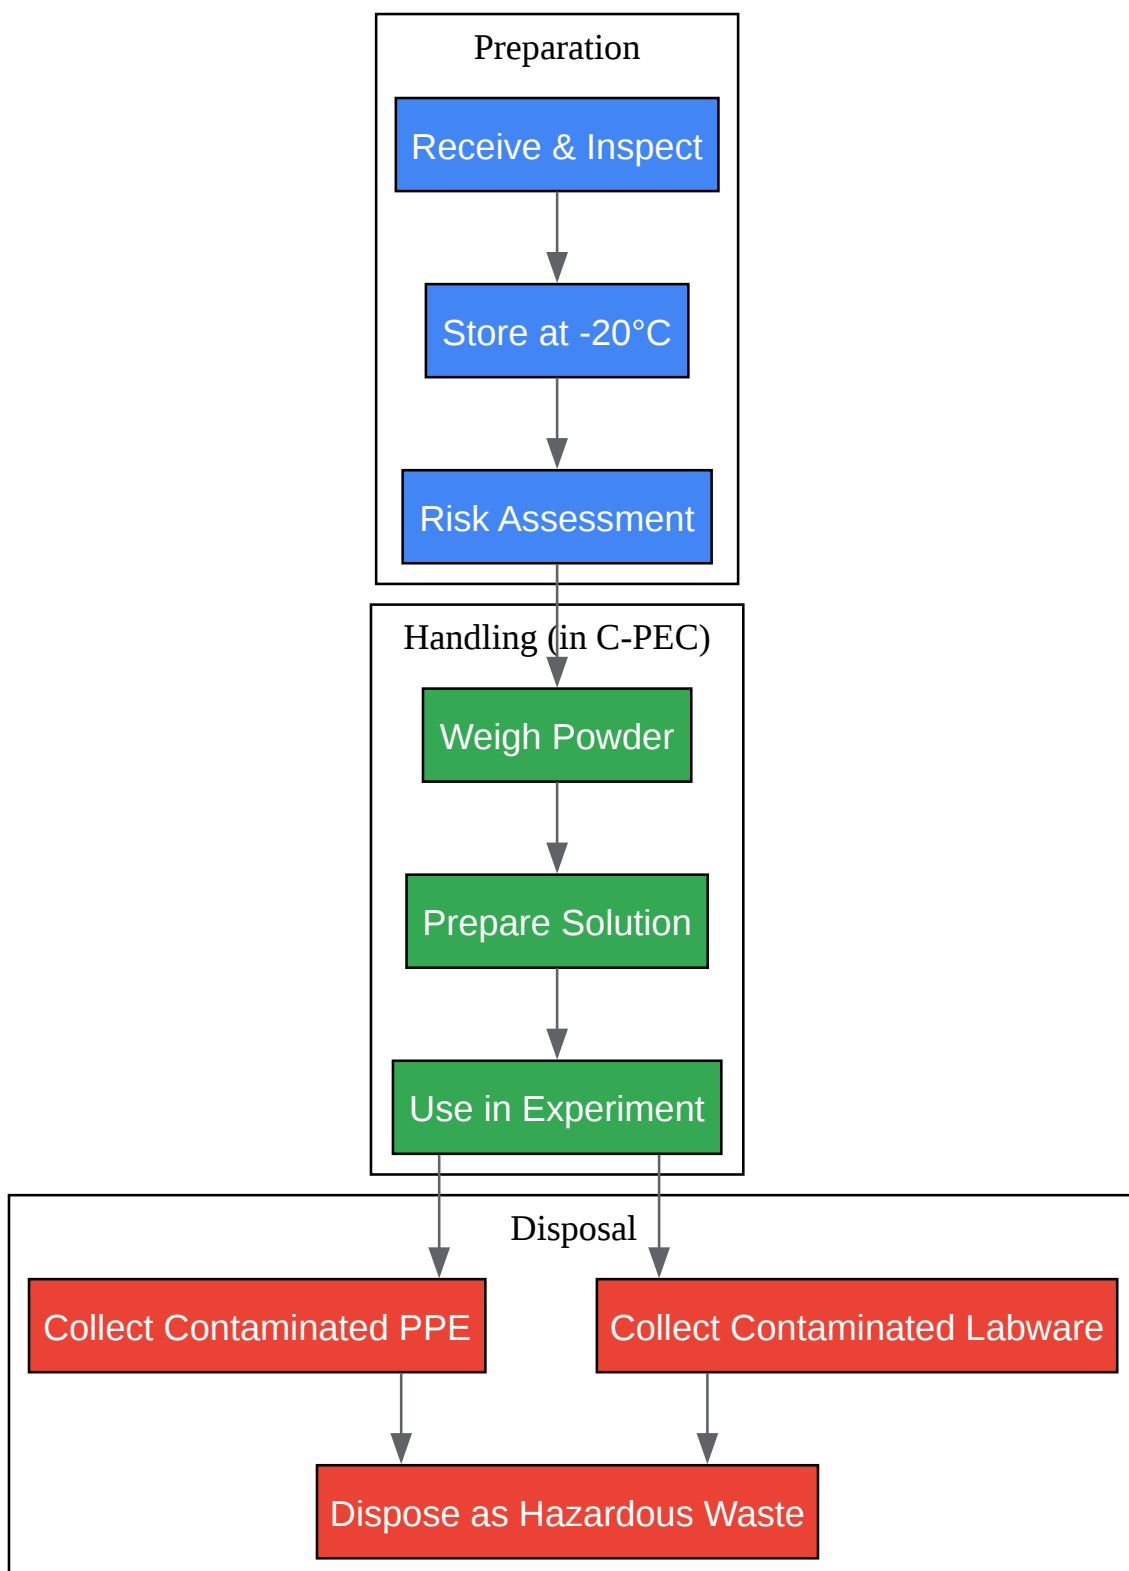 Preparation
Receive & Inspect
Store at -20°C
Risk Assessment
Handling (in C-PEC)
Weigh Powder
Prepare Solution
Use in Experiment
Disposal
Collect Contaminated PPE
Collect Contaminated Labware
Dispose as Hazardous Waste